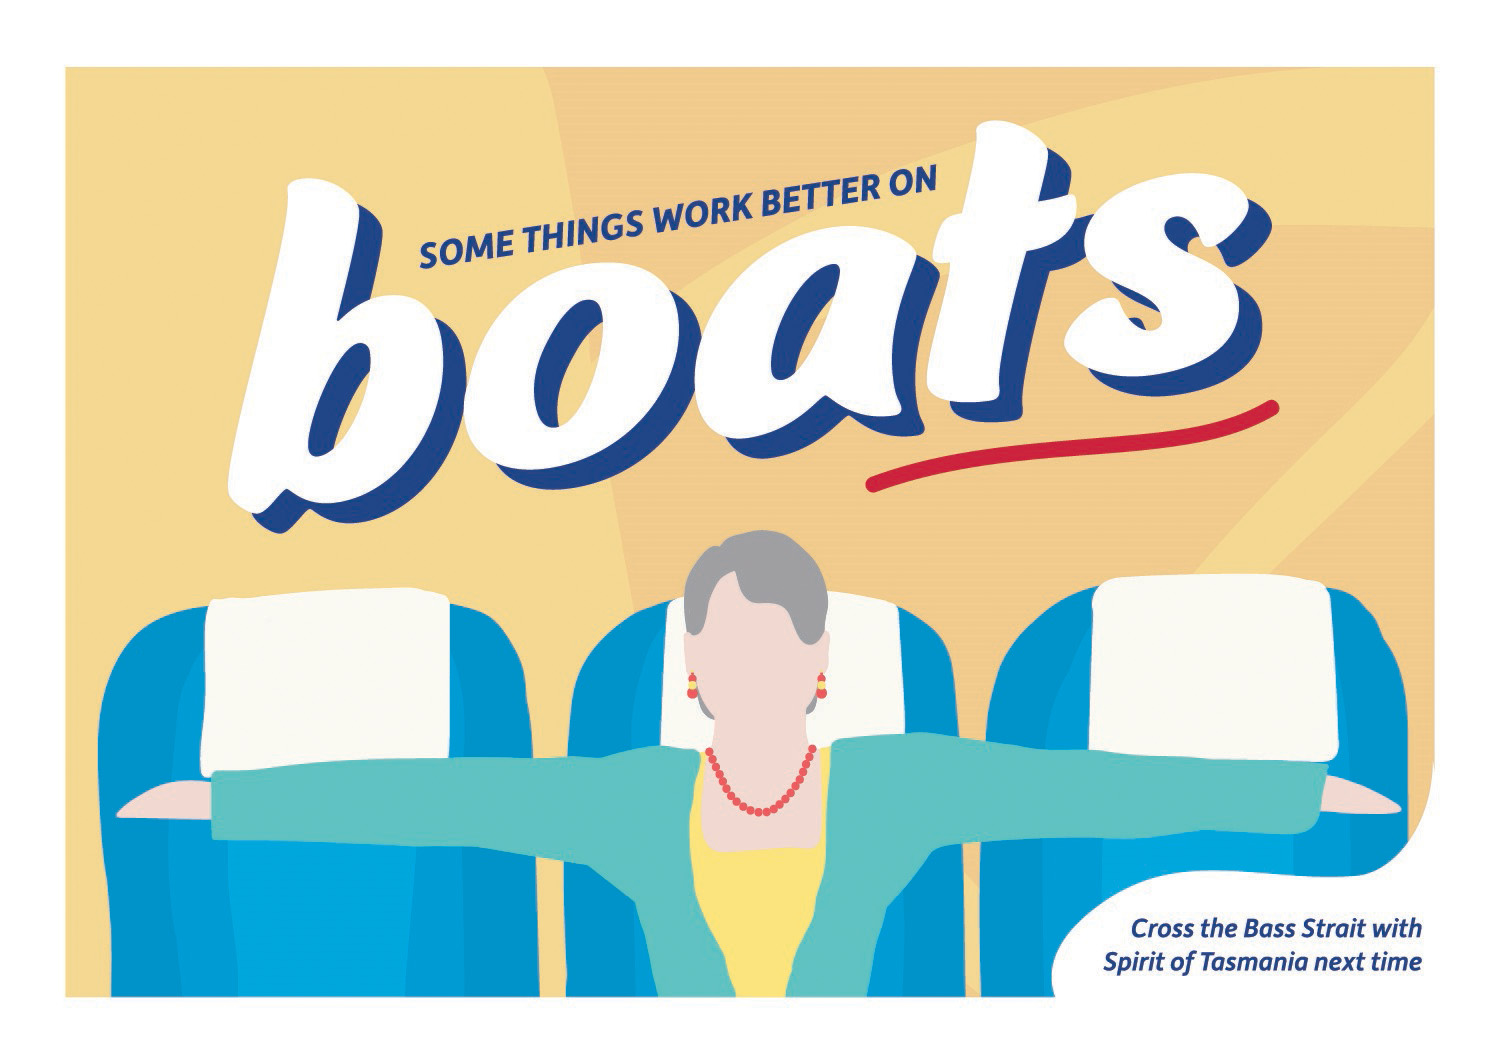 SOME THINGS WORK BETTER ON
boats
Cross the Bass Strait with
Spirit of Tasmania next time